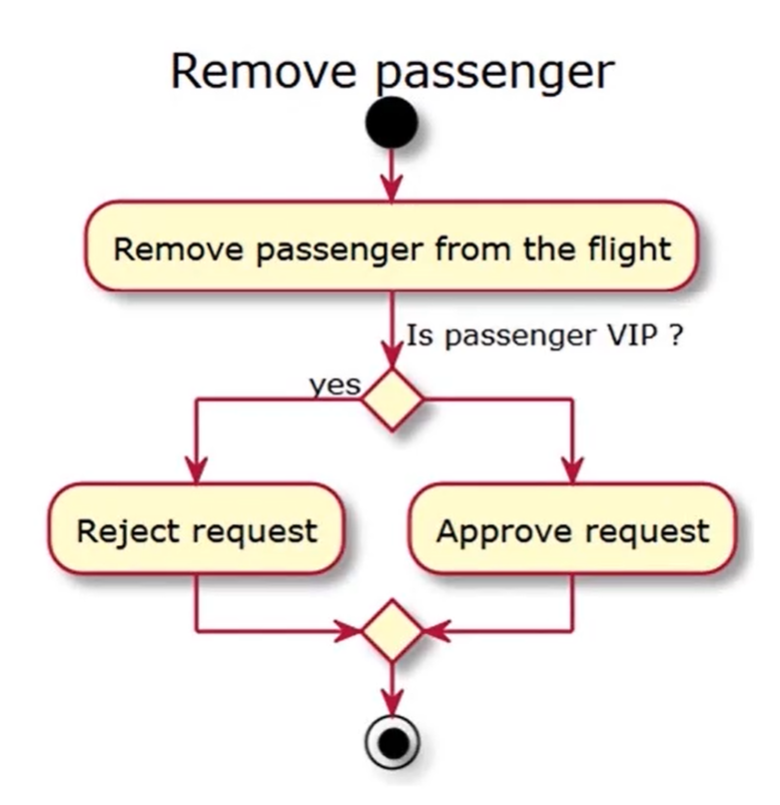 Remove passenger
Remove passenger from the flight
Is passenger VIP ?
yes
Reject request
Approve request